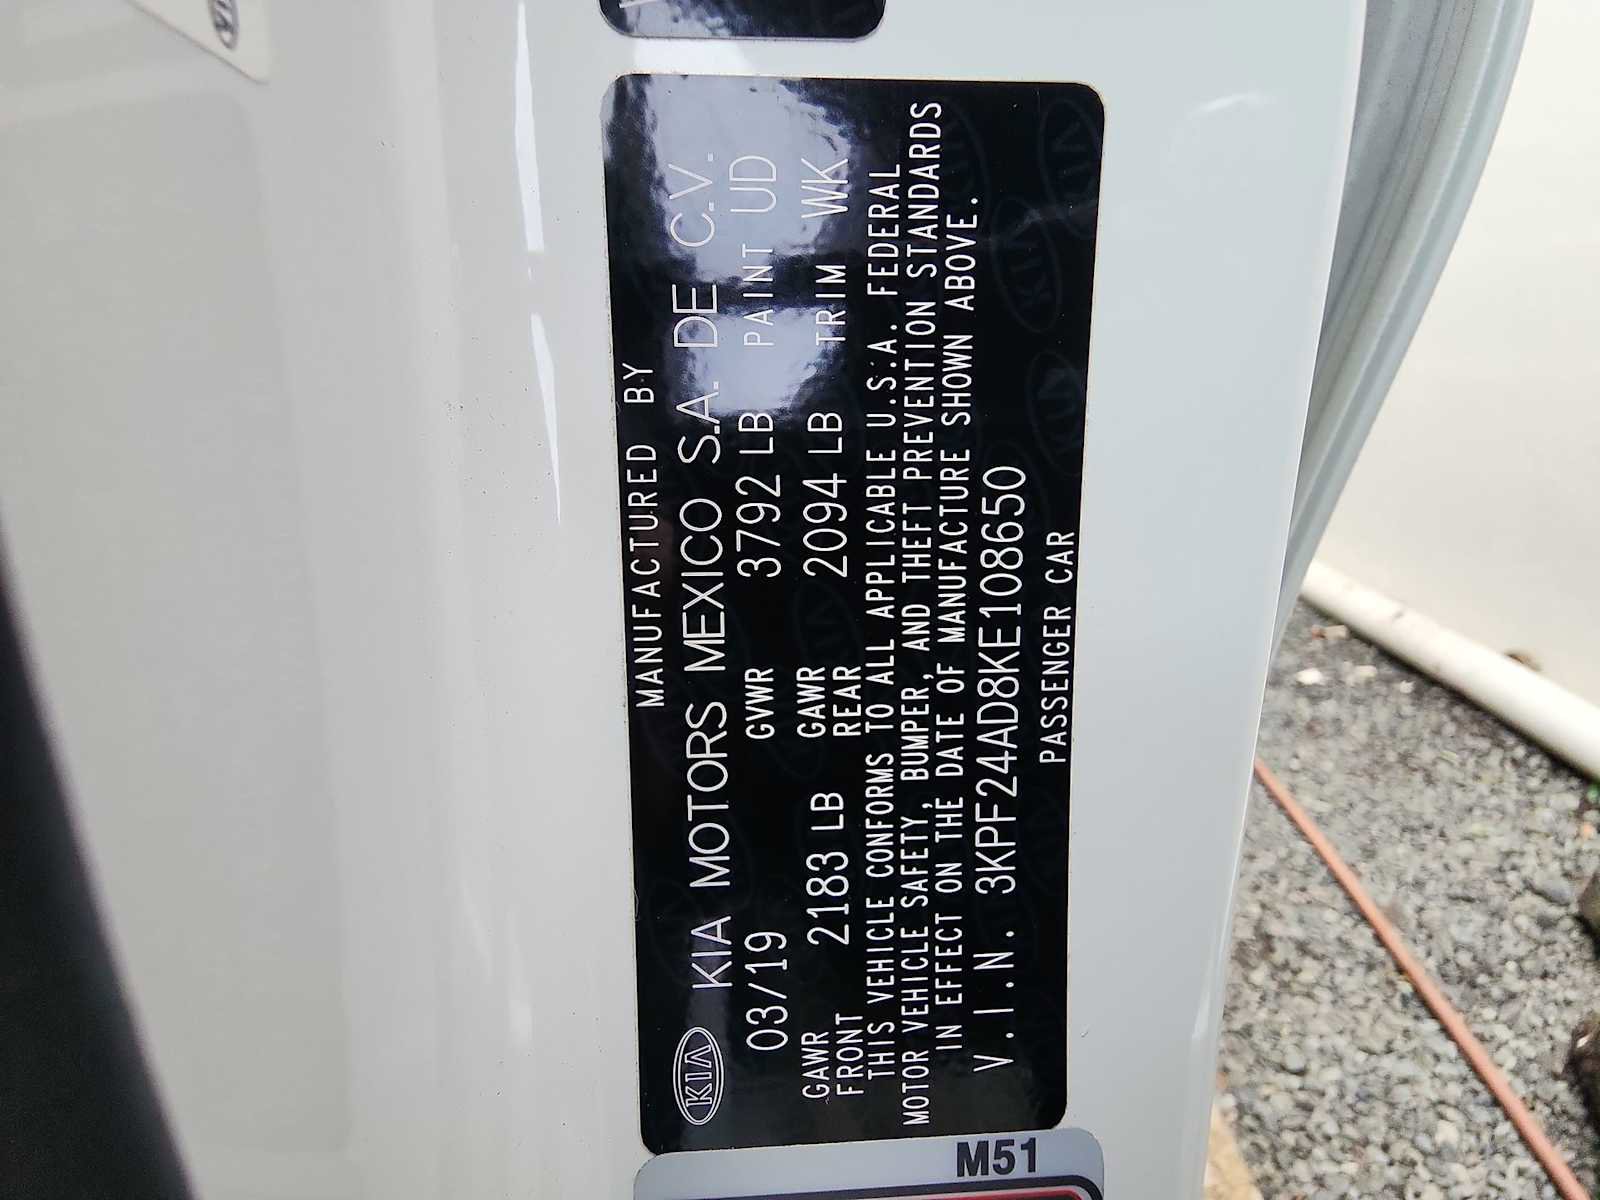 MANUFACTURED BY
KIA KIA MOTORS MEXICO S.A. DE C.V.
03/19 GVWR 3792 LB PAINT UD
GAWR FRONT 2183 LB GAWR REAR 2094 LB TRIM WK
THIS VEHICLE CONFORMS TO ALL APPLICABLE U.S.A. FEDERAL
MOTOR VEHICLE SAFETY, BUMPER, AND THEFT PREVENTION STANDARDS
IN EFFECT ON THE DATE OF MANUFACTURE SHOWN ABOVE.
V.I.N. 3KPF24AD8KE108650
PASSENGER CAR
M51